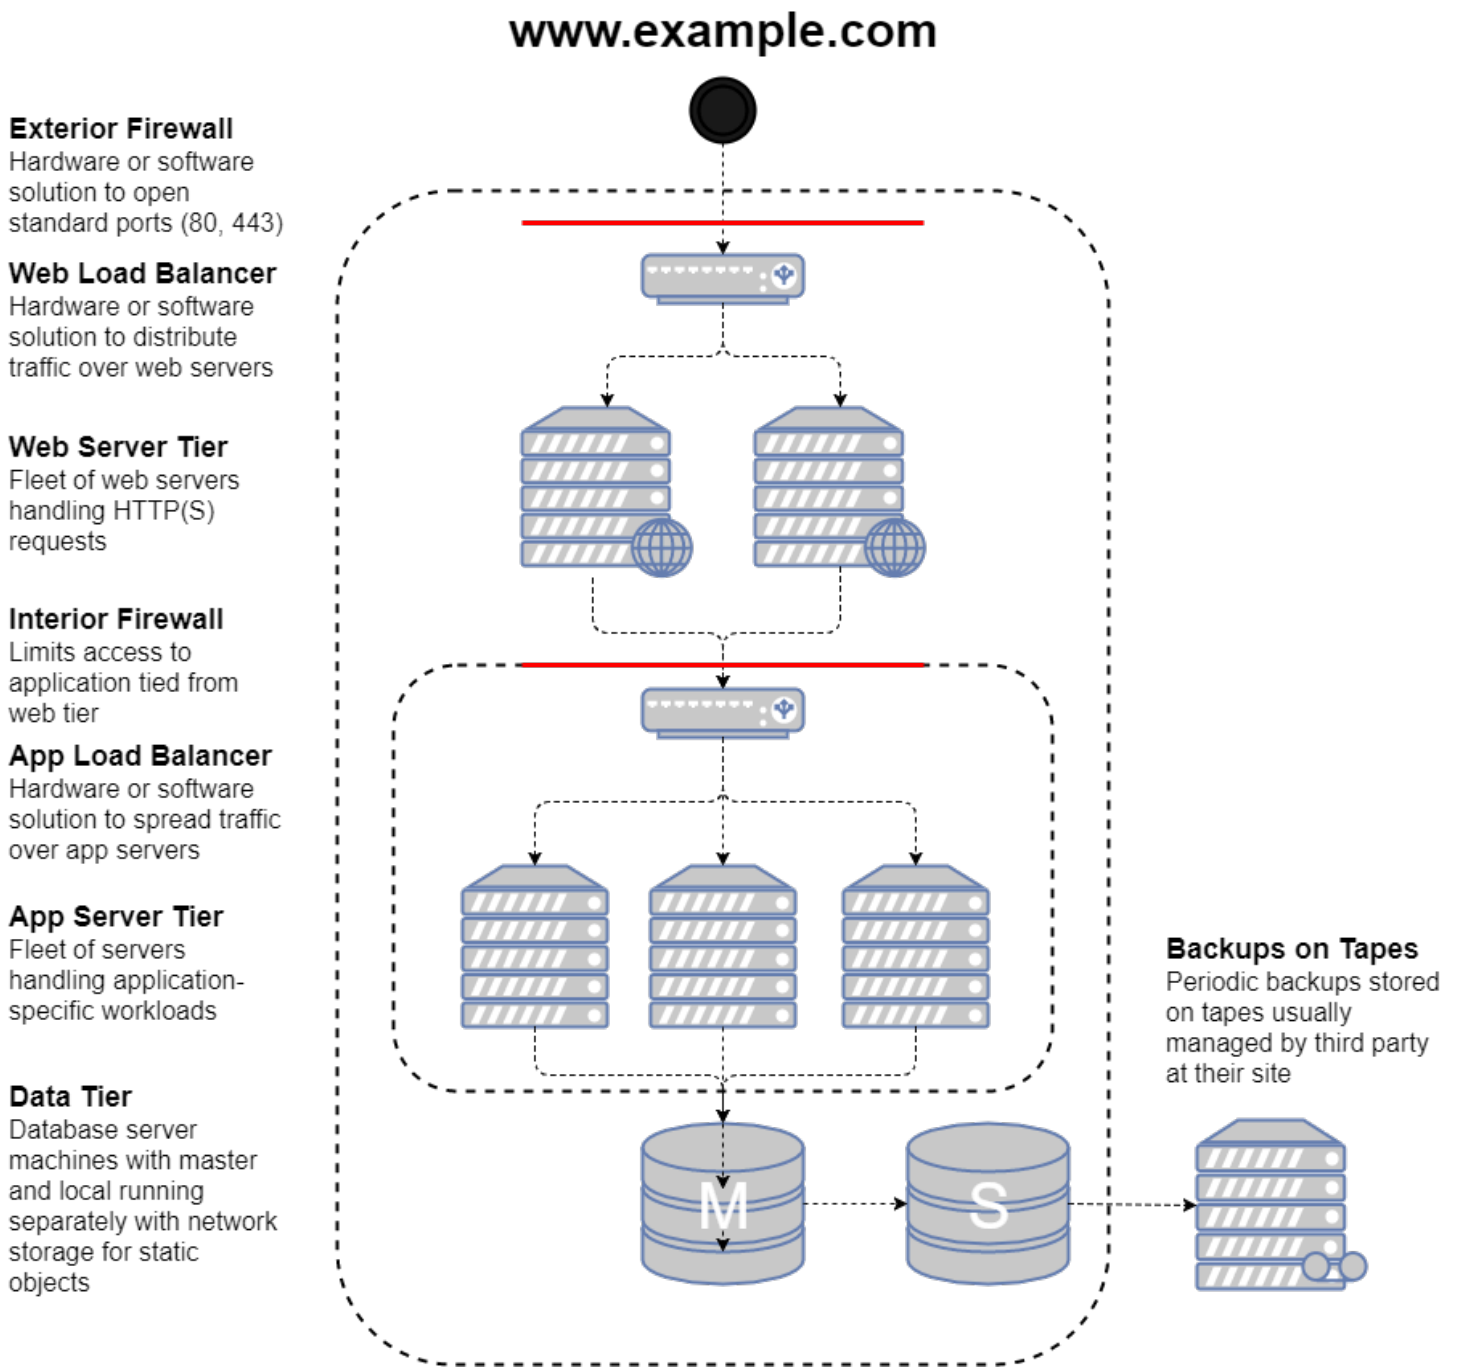 www.example.com
Exterior Firewall
Hardware or software
solution to open
standard ports (80, 443)
Web Load Balancer
Hardware or software
solution to distribute
traffic over web servers
Web Server Tier
Fleet of web servers
handling HTTP(S)
requests
Interior Firewall
Limits access to
application tied from
web tier
App Load Balancer
Hardware or software
solution to spread traffic
over app servers
App Server Tier
Fleet of servers
handling application-
specific workloads
Backups on Tapes
Periodic backups stored
on tapes usually
managed by third party
at their site
Data Tier
Database server
machines with master
and local running
separately with network
storage for static
objects
M
S